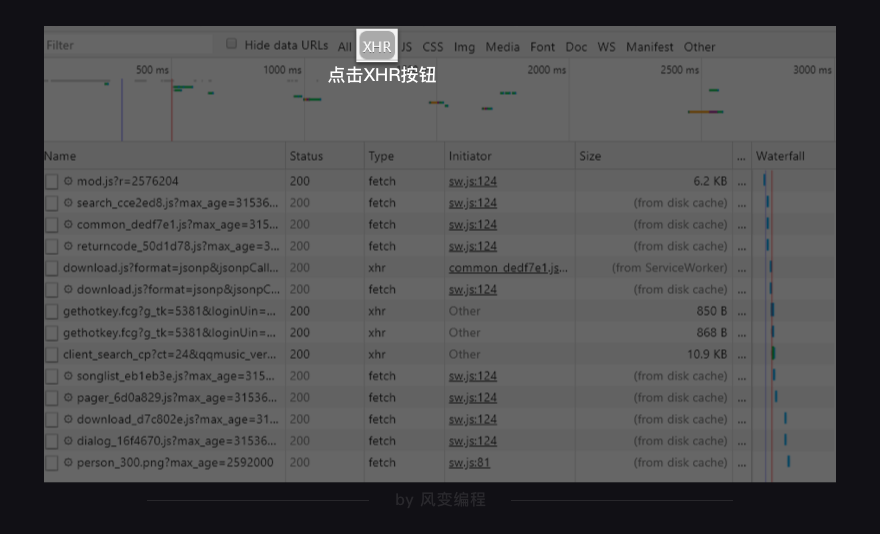 Filter Hide data URLs All XHR JS CSS Img Media Font Doc WS Manifest Other
点击XHR按钮
500 ms 1000 ms 2000 ms 2500 ms 3000 ms
Name Status Type Initiator Size ... Waterfall
mod.js?r=2576204 200 fetch sw.js:124 6.2 KB ...
search_cce2ed8.js?max_age=31536... 200 fetch sw.js:124 (from disk cache) ...
common_dedf7e1.js?max_age=315... 200 fetch sw.js:124 (from disk cache) ...
returncode_50d1d78.js?max_age=3... 200 fetch sw.js:124 (from disk cache) ...
download.js?format=jsonp&jsonpCall... 200 xhr common_dedf7e1.js... (from ServiceWorker) ...
download.js?format=jsonp&jsonpC... 200 fetch sw.js:124 (from disk cache) ...
gethotkey.fcg?g_tk=5381&loginUin=... 200 xhr Other 850 B ...
gethotkey.fcg?g_tk=5381&loginUin=... 200 xhr Other 868 B ...
client_search_cp?ct=24&qqmusic_ver... 200 xhr Other 10.9 KB ...
songlist_eb1eb3e.js?max_age=315... 200 fetch sw.js:124 (from disk cache) ...
pager_6d0a829.js?max_age=31536... 200 fetch sw.js:124 (from disk cache) ...
download_d7c802e.js?max_age=31... 200 fetch sw.js:124 (from disk cache) ...
dialog_16f4670.js?max_age=31536... 200 fetch sw.js:124 (from disk cache) ...
person_300.png?max_age=2592000 200 fetch sw.js:81 (from disk cache) ...
by 风变编程